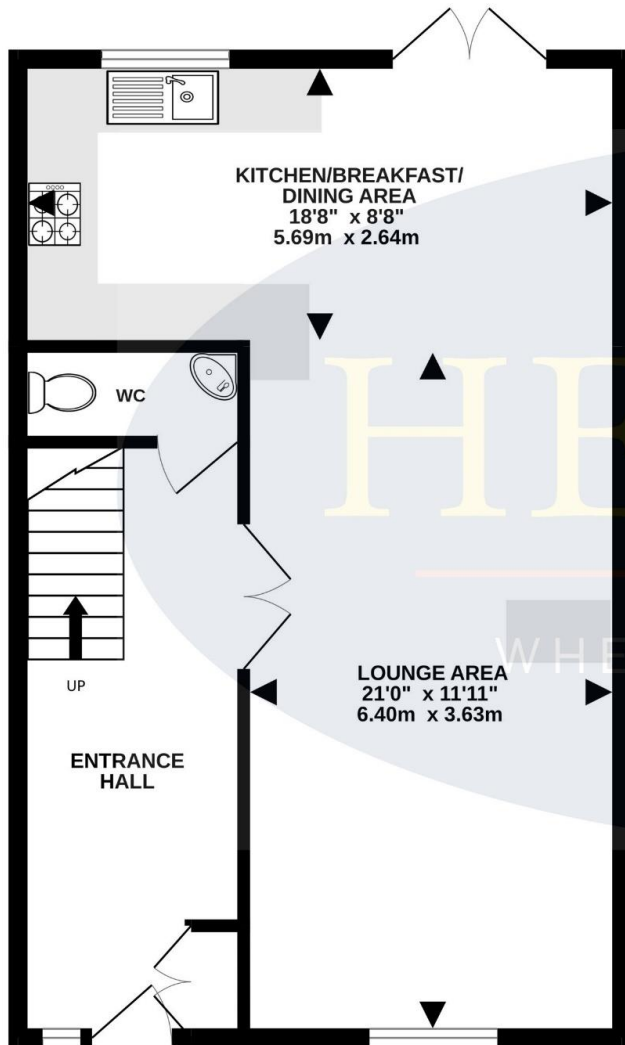 KITCHEN/BREAKFAST/
DINING AREA
18'8" x 8'8"
5.69m x 2.64m
WC
HE
WHE
LOUNGE AREA
21'0" x 11'11"
6.40m x 3.63m
UP
ENTRANCE
HALL